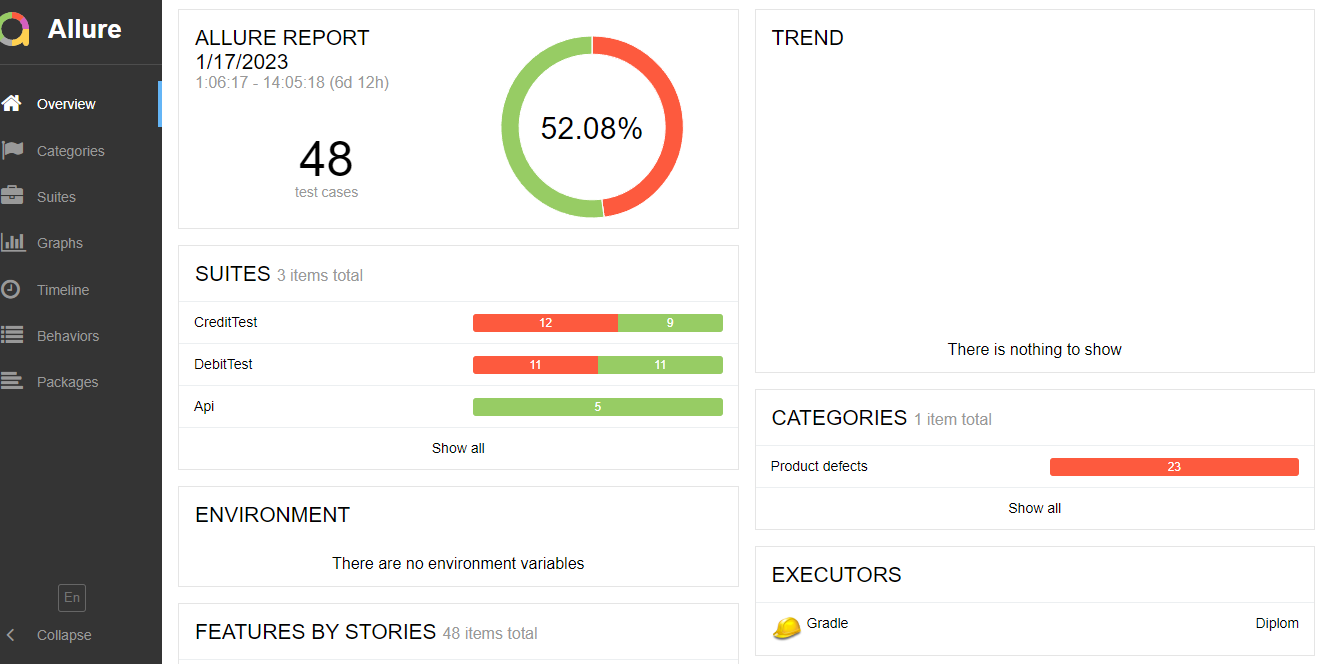 Allure
Overview
Categories
Suites
Graphs
Timeline
Behaviors
Packages
En
Collapse
ALLURE REPORT
1/17/2023
1:06:17 - 14:05:18 (6d 12h)
48
test cases
52.08%
SUITES 3 items total
CreditTest 12 9
DebitTest 11 11
Api 5
Show all
ENVIRONMENT
There are no environment variables
FEATURES BY STORIES 48 items total
TREND
There is nothing to show
CATEGORIES 1 item total
Product defects 23
Show all
EXECUTORS
Gradle Diplom